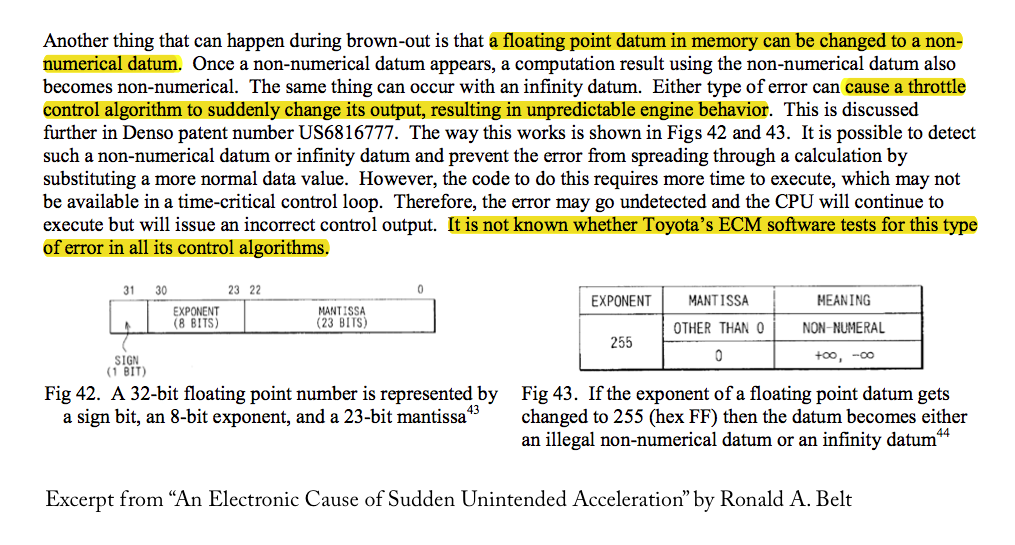 Another thing that can happen during brown-out is that a floating point datum in memory can be changed to a non-
numerical datum.  Once a non-numerical datum appears, a computation result using the non-numerical datum also
becomes non-numerical.  The same thing can occur with an infinity datum.  Either type of error can cause a throttle
control algorithm to suddenly change its output, resulting in unpredictable engine behavior.  This is discussed
further in Denso patent number US6816777.  The way this works is shown in Figs 42 and 43.  It is possible to detect
such a non-numerical datum or infinity datum and prevent the error from spreading through a calculation by
substituting a more normal data value.  However, the code to do this requires more time to execute, which may not
be available in a time-critical control loop.  Therefore, the error may go undetected and the CPU will continue to
execute but will issue an incorrect control output.  It is not known whether Toyota's ECM software tests for this type
of error in all its control algorithms.
31 30 23 22 0
EXPONENT
(8 BITS)
MANTISSA
(23 BITS)
SIGN
(1 BIT)
Fig 42.  A 32-bit floating point number is represented by
a sign bit, an 8-bit exponent, and a 23-bit mantissa43
EXPONENT MANTISSA MEANING
255
OTHER THAN 0 NON-NUMERAL
0 +∞, -∞
Fig 43.  If the exponent of a floating point datum gets
changed to 255 (hex FF) then the datum becomes either
an illegal non-numerical datum or an infinity datum44
Excerpt from “An Electronic Cause of Sudden Unintended Acceleration” by Ronald A. Belt